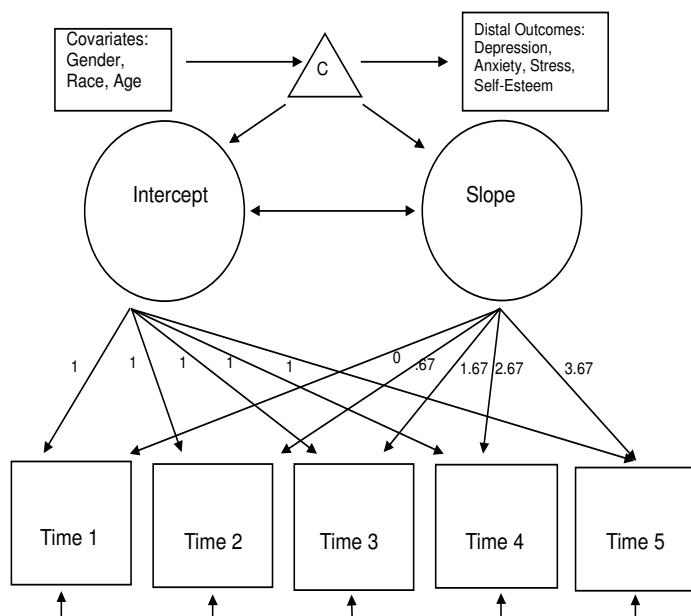 Covariates:
Gender,
Race, Age
C
Distal Outcomes:
Depression,
Anxiety, Stress,
Self-Esteem
Intercept
Slope
1
1
1
1
1
0
.67
1.67
2.67
3.67
Time 1
Time 2
Time 3
Time 4
Time 5